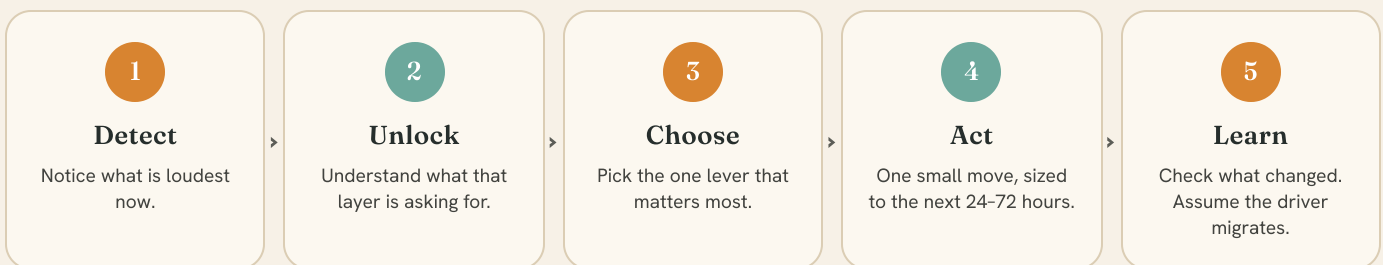 1
Detect
Notice what is loudest
now.
›
2
Unlock
Understand what that
layer is asking for.
›
3
Choose
Pick the one lever that
matters most.
›
4
Act
One small move, sized
to the next 24–72 hours.
›
5
Learn
Check what changed.
Assume the driver
migrates.